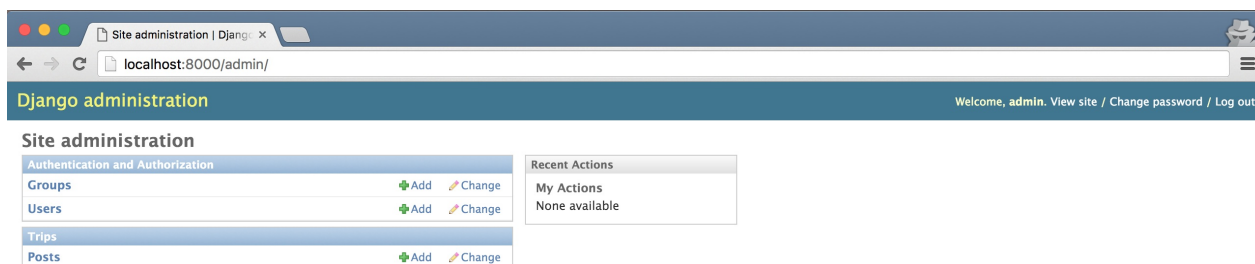 Site administration | Django
localhost:8000/admin/
Django administration
Welcome, admin. View site / Change password / Log out
Site administration
Authentication and Authorization
Groups Add Change
Users Add Change
Trips
Posts Add Change
Recent Actions
My Actions
None available